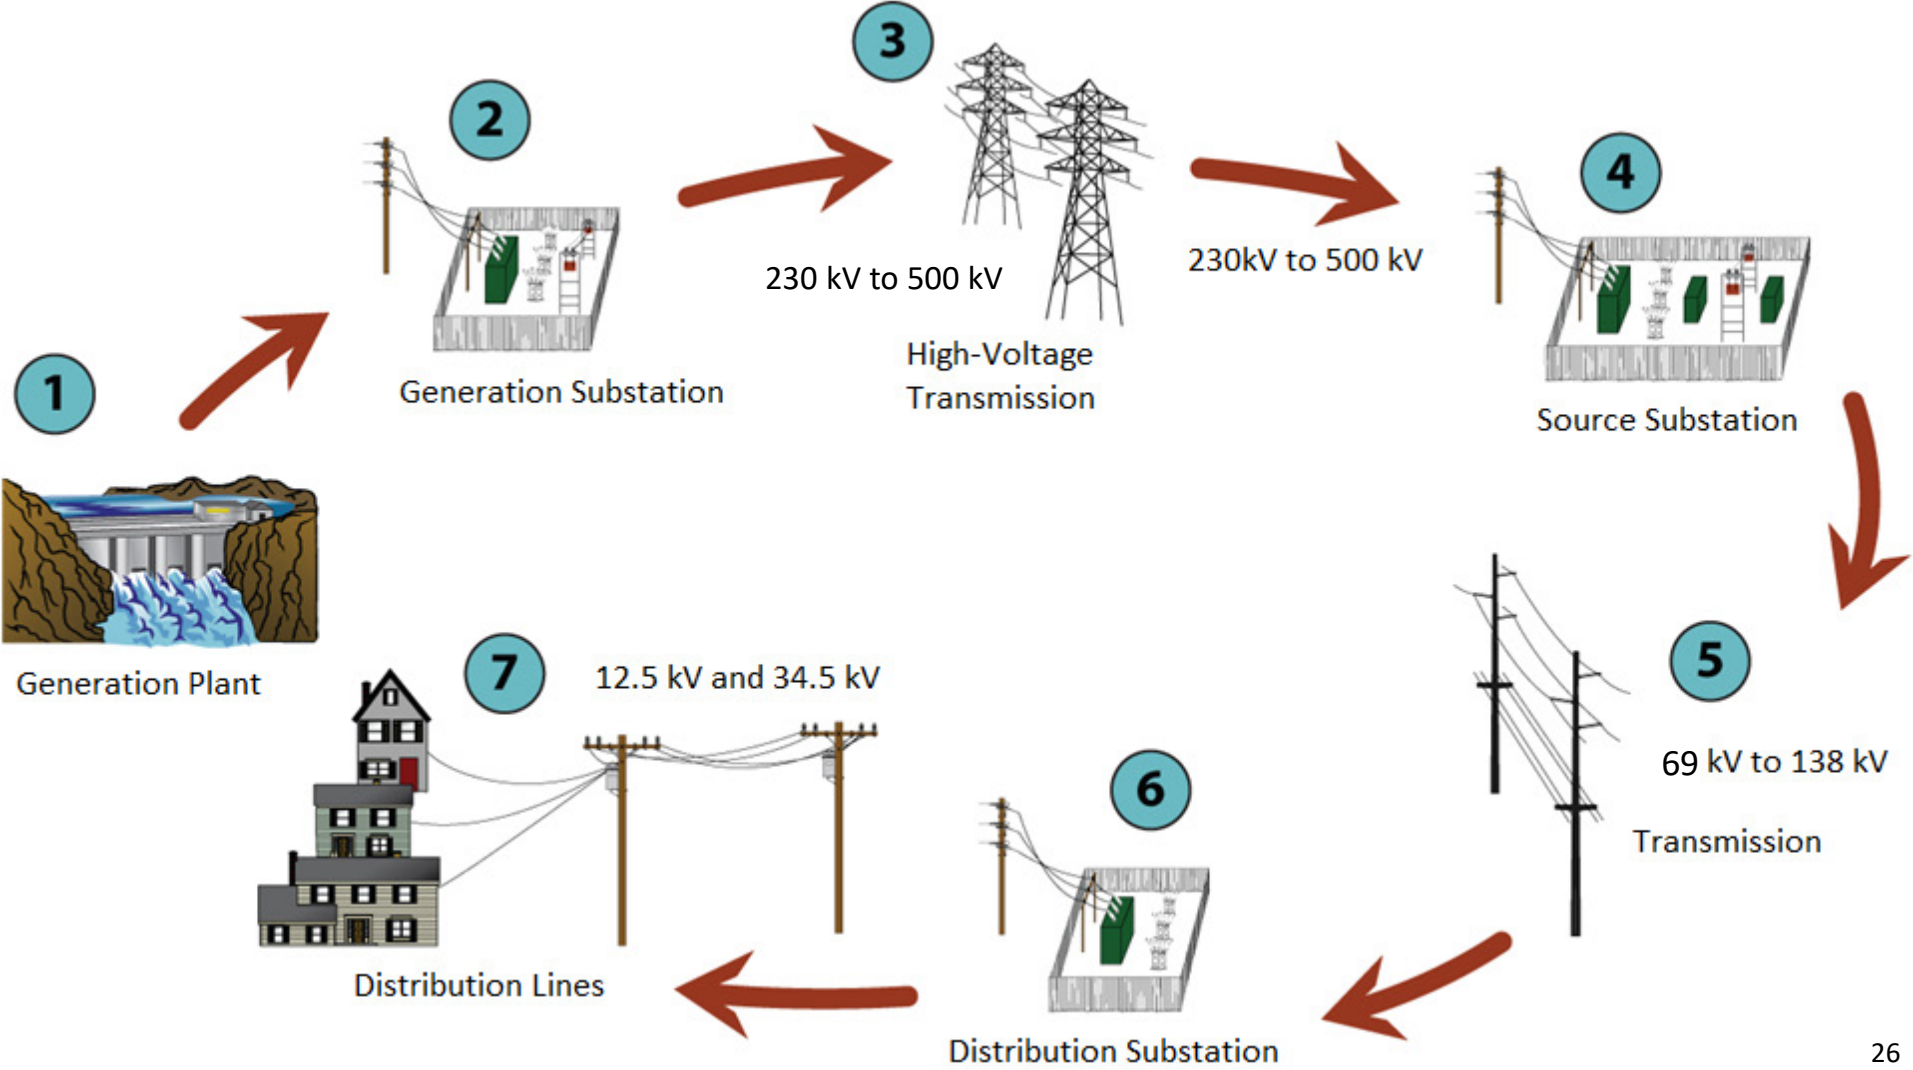 1
Generation Plant
2
Generation Substation
230 kV to 500 kV
3
High-Voltage
Transmission
230kV to 500 kV
4
Source Substation
5
69 kV to 138 kV
Transmission
6
Distribution Substation
7
12.5 kV and 34.5 kV
Distribution Lines
26